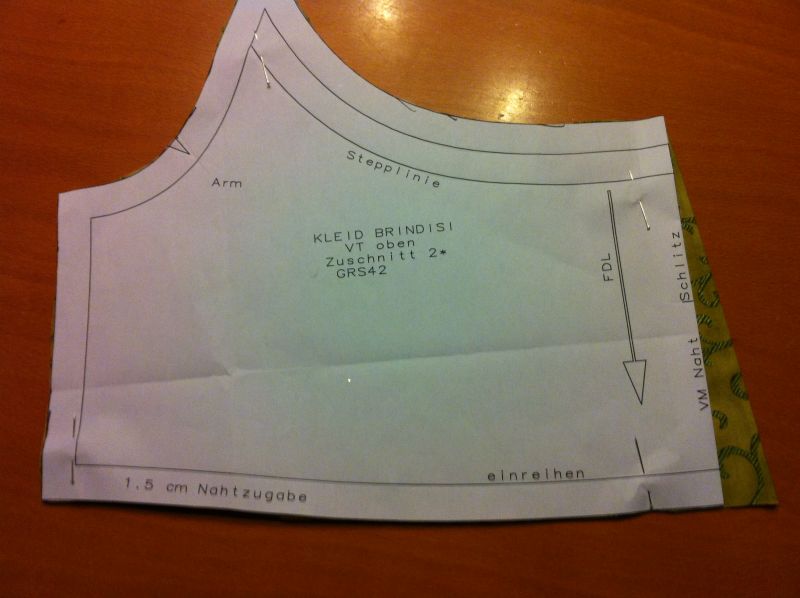 Stepplinie
Arm
KLEID BRINDISI
VT oben
Zuschnitt 2*
GRS42
FDL
Schlitz
VM Naht
einreihen
1.5 cm Nahtzugabe